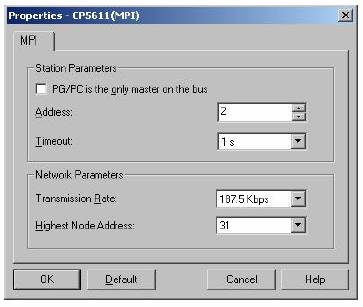 Properties - CP5611(MPI)
MPI
Station Parameters
PG/PC is the only master on the bus
Address: 2
Timeout: 1 s
Network Parameters
Transmission Rate: 187.5 Kbps
Highest Node Address: 31
OK Default Cancel Help